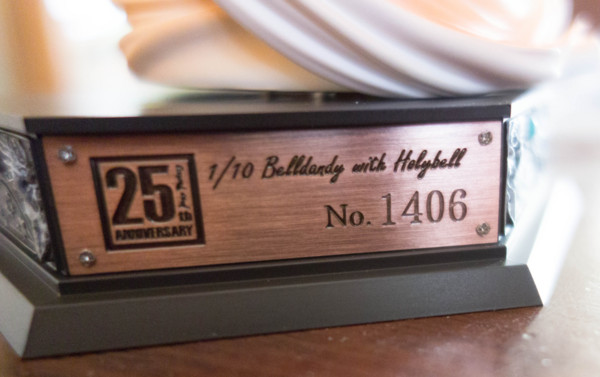 25th
ANNIVERSARY
1/10 Belldandy with Holybell
No. 1406